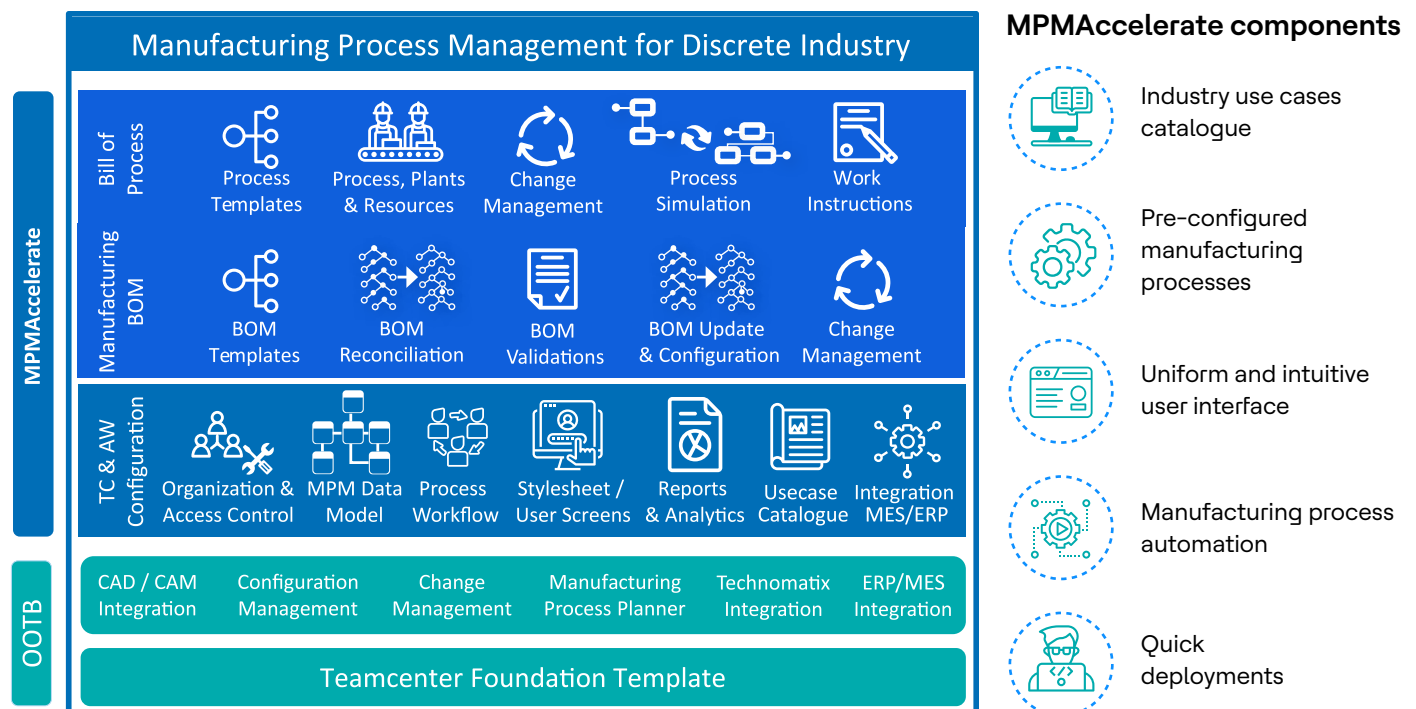 Manufacturing Process Management for Discrete Industry
MPMAccelerate
Bill of
Process
Process
Templates
Process, Plants
& Resources
Change
Management
Process
Simulation
Work
Instructions
Manufacturing
BOM
BOM
Templates
BOM
Reconciliation
BOM
Validations
BOM Update
& Configuration
Change
Management
TC & AW
Configuration
Organization &
Access Control
MPM Data
Model
Process
Workflow
Stylesheet /
User Screens
Reports
& Analytics
Usecase
Catalogue
Integration
MES/ERP
OOTB
CAD / CAM
Integration
Configuration
Management
Change
Management
Manufacturing
Process Planner
Technomatix
Integration
ERP/MES
Integration
Teamcenter Foundation Template
MPMAccelerate components
Industry use cases
catalogue
Pre-configured
manufacturing
processes
Uniform and intuitive
user interface
Manufacturing process
automation
Quick
deployments